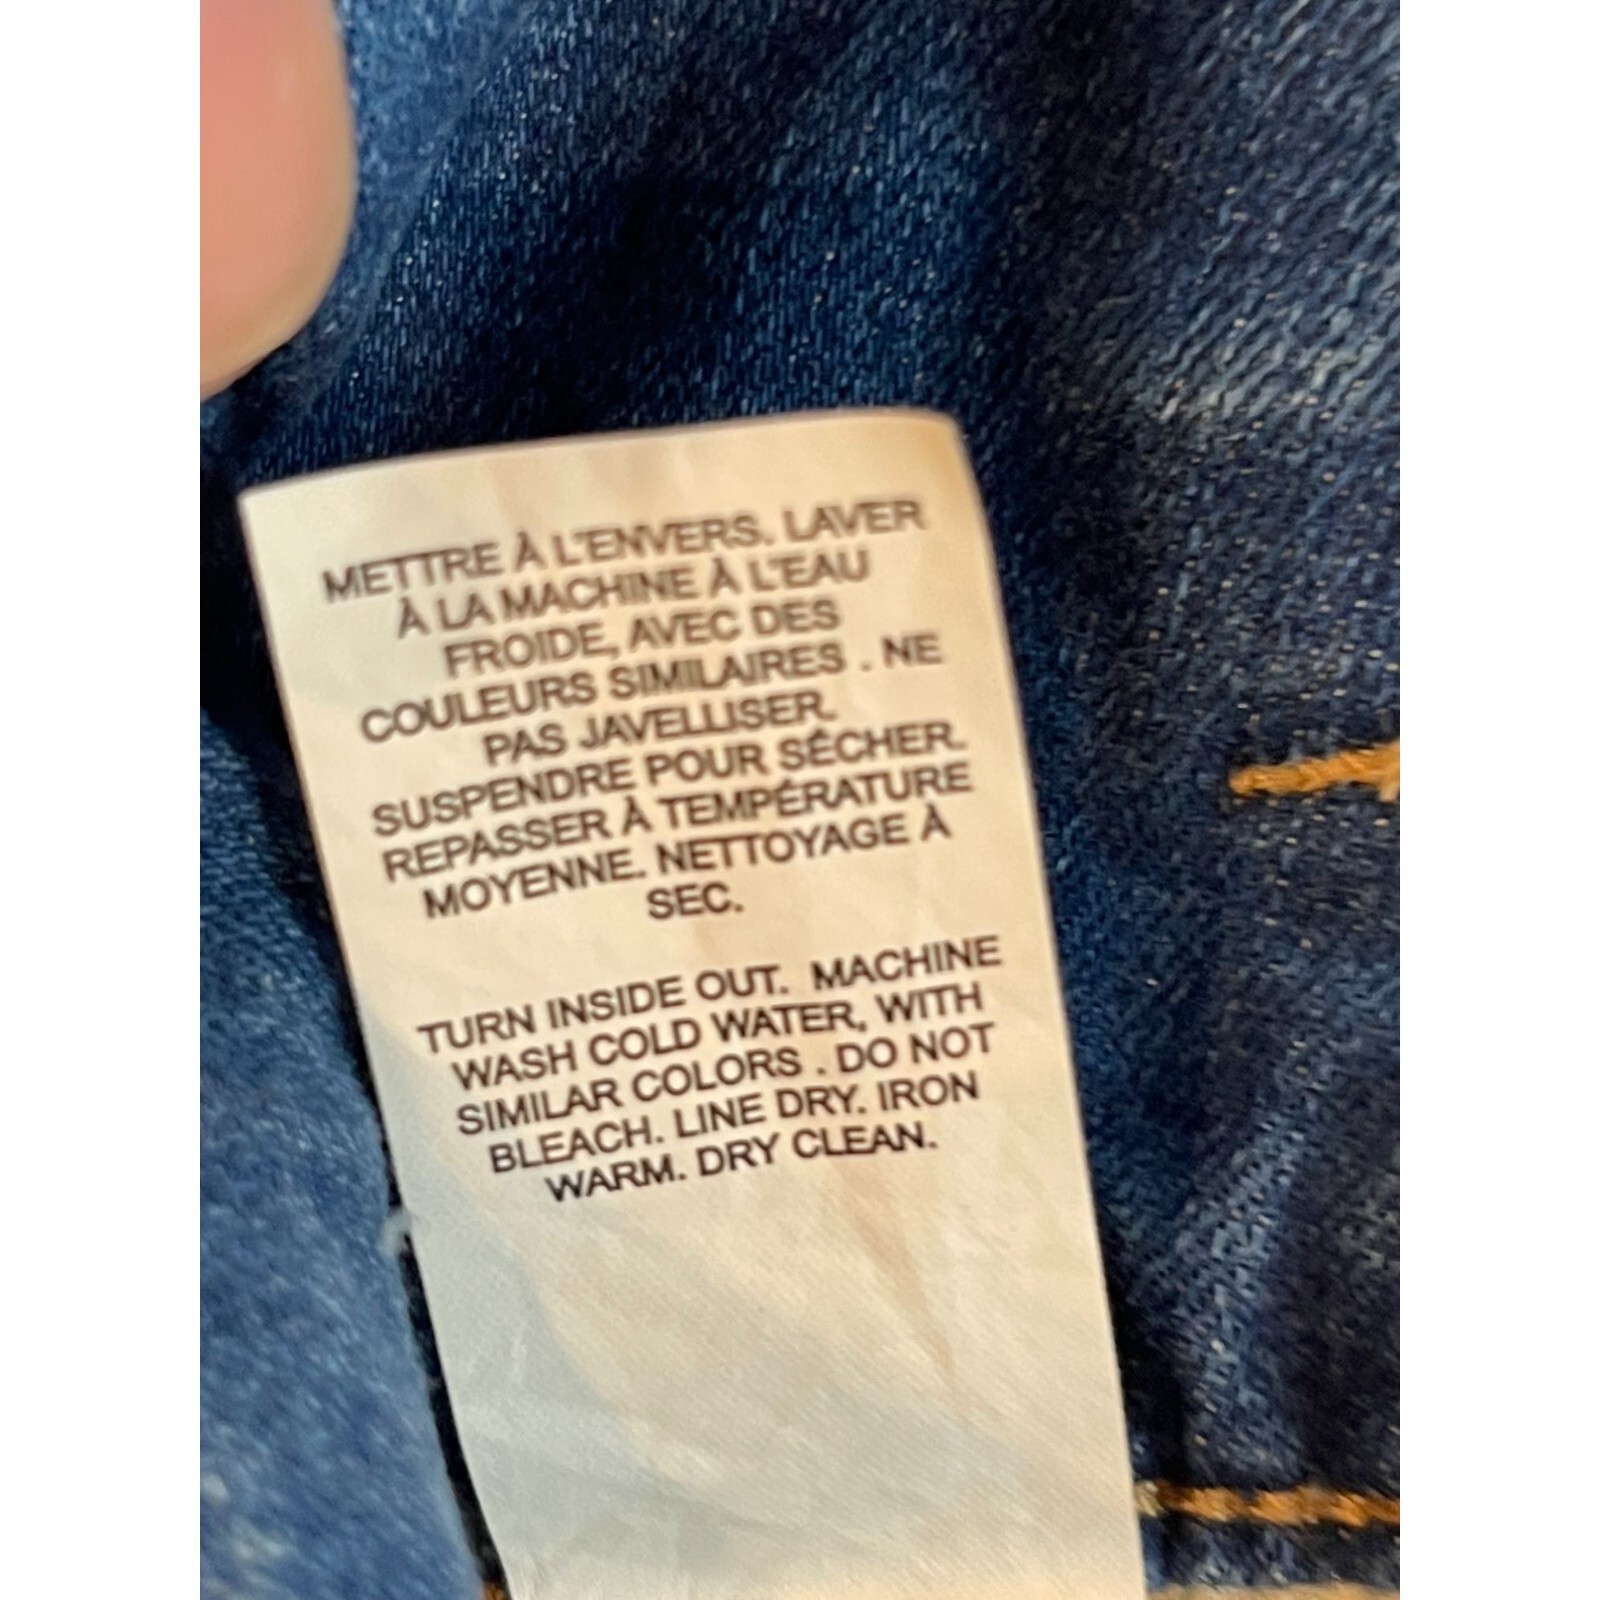 METTRE À L'ENVERS. LAVER
À LA MACHINE À L'EAU
FROIDE, AVEC DES
COULEURS SIMILAIRES . NE
PAS JAVELLISER.
SUSPENDRE POUR SÉCHER.
REPASSER À TEMPÉRATURE
MOYENNE. NETTOYAGE À
SEC.
TURN INSIDE OUT. MACHINE
WASH COLD WATER, WITH
SIMILAR COLORS . DO NOT
BLEACH. LINE DRY. IRON
WARM. DRY CLEAN.